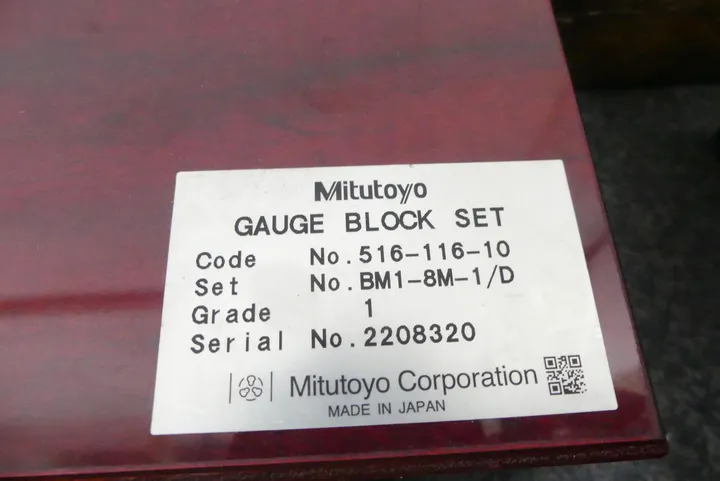 Mitutoyo
GAUGE BLOCK SET
Code No.516-116-10
Set No.BM1-8M-1/D
Grade 1
Serial No.2208320
Mitutoyo Corporation
MADE IN JAPAN